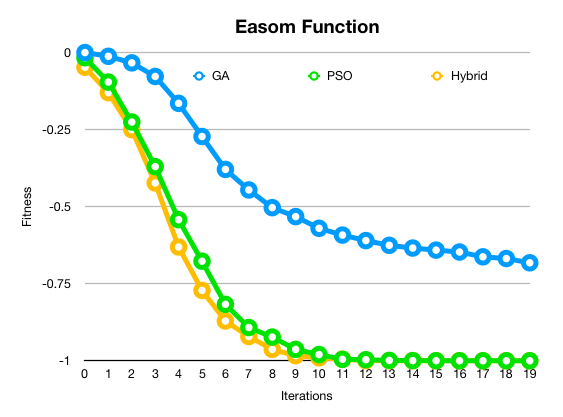 Easom Function
GA PSO Hybrid
0
-0.25
-0.5
-0.75
-1
Fitness
0 1 2 3 4 5 6 7 8 9 10 11 12 13 14 15 16 17 18 19
Iterations